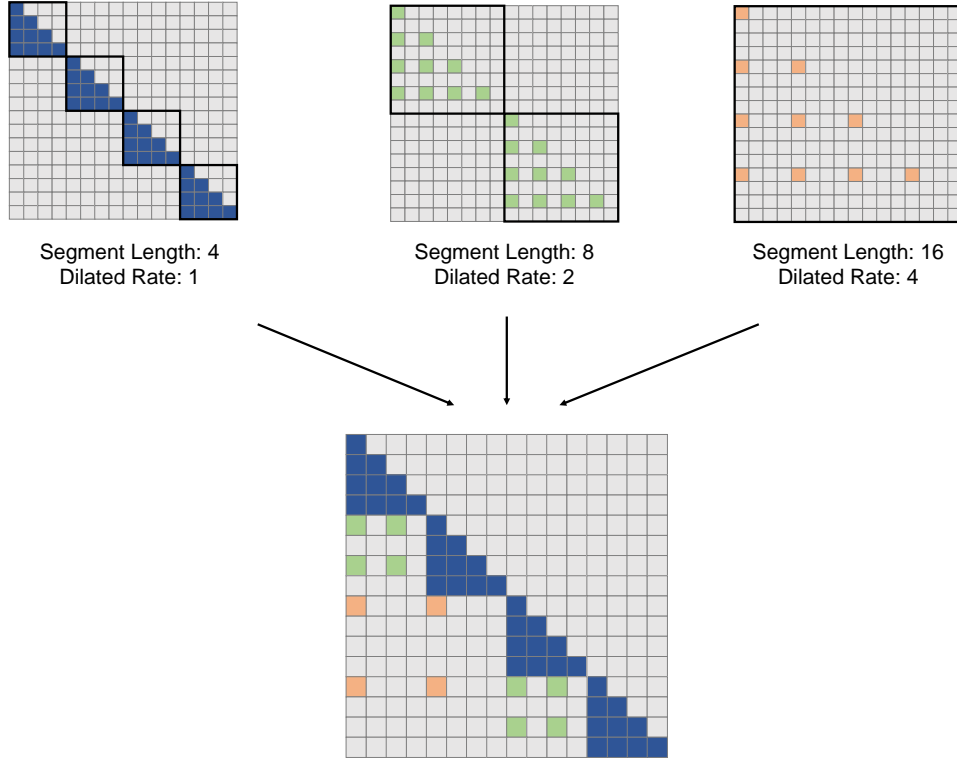 Segment Length: 4
Dilated Rate: 1
Segment Length: 8
Dilated Rate: 2
Segment Length: 16
Dilated Rate: 4